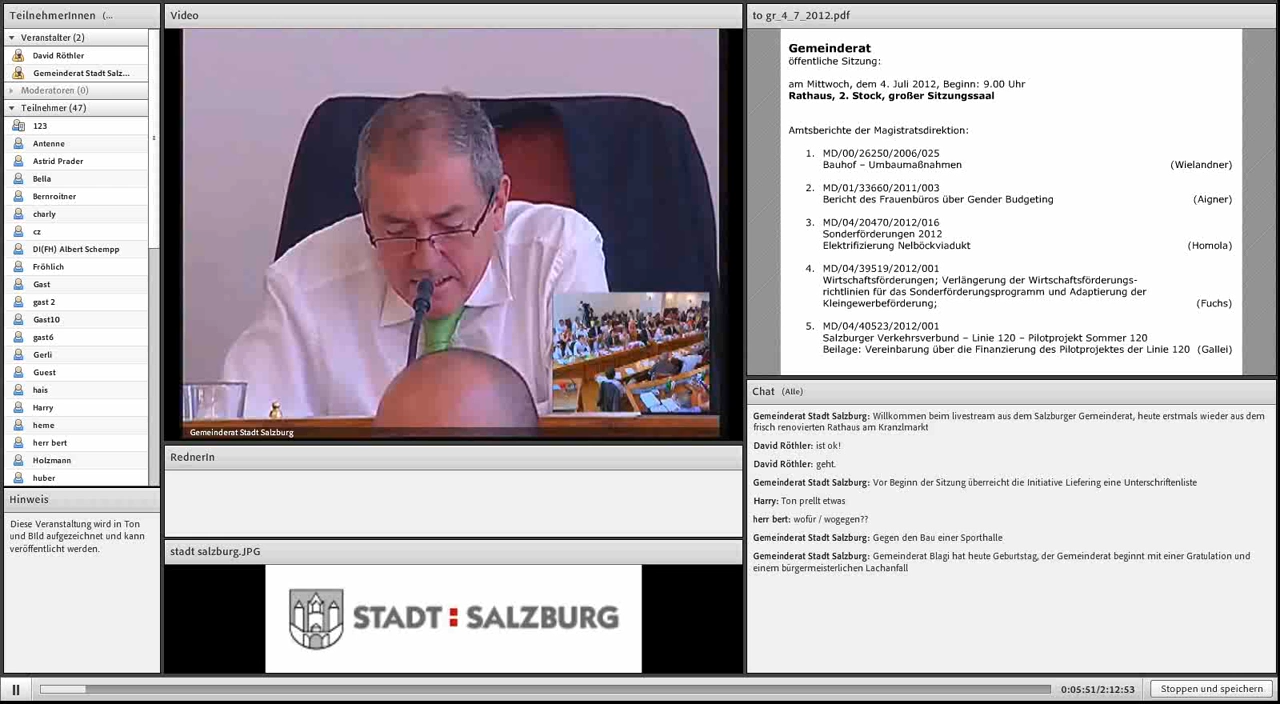 TeilnehmerInnen (...
Veranstalter (2)
David Röthler
Gemeinderat Stadt Salz...
Moderatoren (0)
Teilnehmer (47)
123
Antenne
Astrid Prader
Bella
Bernroitner
charly
cz
DI(FH) Albert Schempp
Fröhlich
Gast
gast 2
Gast10
gast6
Gerli
Guest
hais
Harry
heme
herr bert
Holzmann
huber
Hinweis
Diese Veranstaltung wird in Ton
und BIld aufgezeichnet und kann
veröffentlicht werden.
Video
Gemeinderat Stadt Salzburg
RednerIn
stadt salzburg.JPG
STADT : SALZBURG
to gr_4_7_2012.pdf
Gemeinderat
öffentliche Sitzung:
am Mittwoch, dem 4. Juli 2012, Beginn: 9.00 Uhr
Rathaus, 2. Stock, großer Sitzungssaal
Amtsberichte der Magistratsdirektion:
1. MD/00/26250/2006/025
Bauhof – Umbaumaßnahmen (Wielandner)
2. MD/01/33660/2011/003
Bericht des Frauenbüros über Gender Budgeting (Aigner)
3. MD/04/20470/2012/016
Sonderförderungen 2012
Elektrifizierung Nelböckviadukt (Homola)
4. MD/04/39519/2012/001
Wirtschaftsförderungen; Verlängerung der Wirtschaftsförderungs-
richtlinien für das Sonderförderungsprogramm und Adaptierung der
Kleingewerbeförderung; (Fuchs)
5. MD/04/40523/2012/001
Salzburger Verkehrsverbund – Linie 120 – Pilotprojekt Sommer 120
Beilage: Vereinbarung über die Finanzierung des Pilotprojektes der Linie 120 (Gallei)
Chat (Alle)
Gemeinderat Stadt Salzburg: Willkommen beim livestream aus dem Salzburger Gemeinderat, heute erstmals wieder aus dem
frisch renovierten Rathaus am Kranzlmarkt
David Röthler: ist ok!
David Röthler: geht.
Gemeinderat Stadt Salzburg: Vor Beginn der Sitzung überreicht die Initiative Liefering eine Unterschriftenliste
Harry: Ton prellt etwas
herr bert: wofür / wogegen??
Gemeinderat Stadt Salzburg: Gegen den Bau einer Sporthalle
Gemeinderat Stadt Salzburg: Gemeinderat Blagi hat heute Geburtstag, der Gemeinderat beginnt mit einer Gratulation und
einem bürgermeisterlichen Lachanfall
0:05:51/2:12:53
Stoppen und speichern